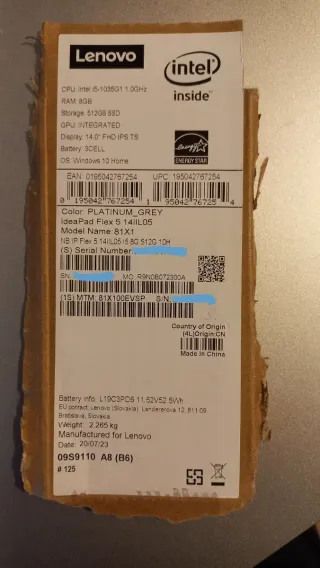 Lenovo
intel
inside™
CPU: Intel i5-1035G1 1.0GHz
RAM: 8GB
Storage: 512GB SSD
GPU: INTEGRATED
Display: 14.0" FHD IPS TS
Battery: 3CELL
OS: Windows 10 Home
ENERGY STAR
EAN: 0195042767254 UPC: 195042767254
0 195042 767251 1 95042 76725 4
Color: PLATINUM_GREY
IdeaPad Flex 5 14IIL05
Model Name: 81X1
NB IP Flex 5 14IIL05 i5 8G 512G 10H
(S) Serial Number:
SN: MO: R9N0B072300A
(1S) MTM: 81X100EVSP S/N:
Country of Origin
(4L)Origin:CN
Made in China
Battery info: L19C3PD6 11.52V52.5Wh
EU contact: Lenovo (Slovakia), Landererova 12, 811 09
Bratislava, Slovakia
Weight: 2.265 kg
Manufactured for Lenovo
Date: 20/07/23
09S9110 A8 (B6)
# 125